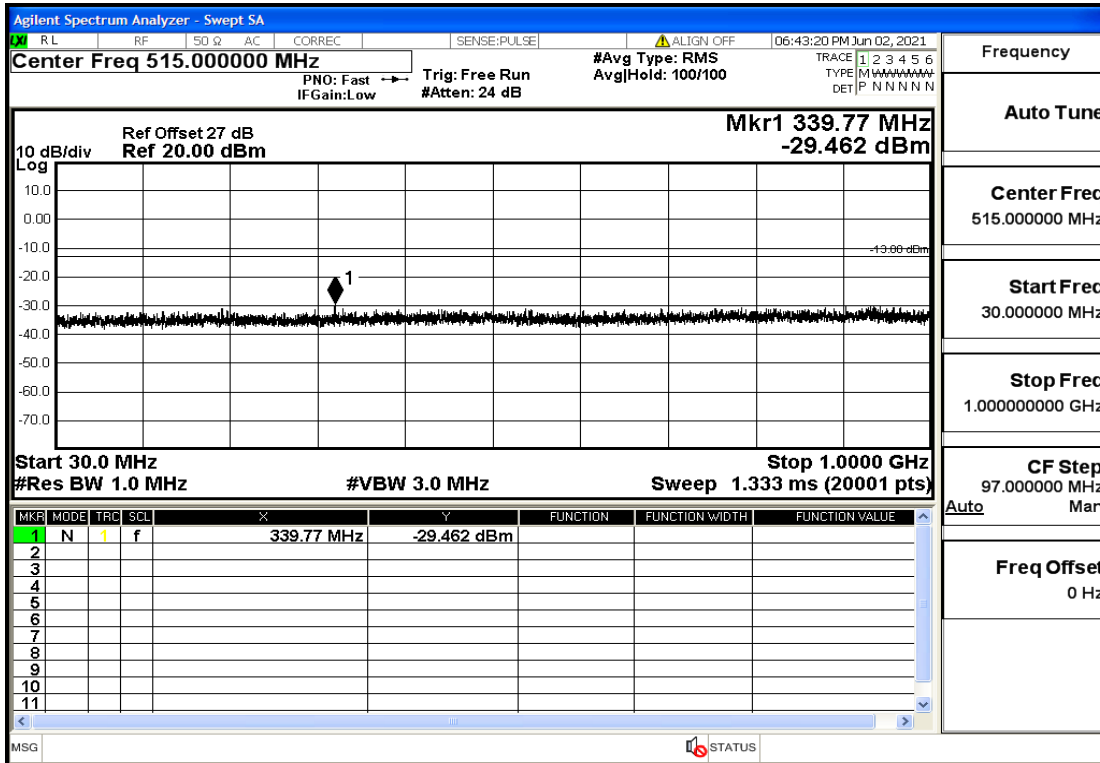 Agilent Spectrum Analyzer - Swept SA
LXI RL RF 50 Ω AC CORREC SENSE:PULSE ALIGN OFF 06:43:20 PM Jun 02, 2021
Center Freq 515.000000 MHz
PNO: Fast
IFGain:Low
Trig: Free Run
#Atten: 24 dB
#Avg Type: RMS
Avg|Hold: 100/100
TRACE 1 2 3 4 5 6
TYPE M
DET P N N N N N
Ref Offset 27 dB
Ref 20.00 dBm
10 dB/div
Log
Mkr1 339.77 MHz
-29.462 dBm
10.0
0.00
-10.0
-20.0
-30.0
-40.0
-50.0
-60.0
-70.0
-13.00 dBm
1
Start 30.0 MHz
#Res BW 1.0 MHz
#VBW 3.0 MHz
Stop 1.0000 GHz
Sweep 1.333 ms (20001 pts)
MKR MODE TRC SCL X Y FUNCTION FUNCTION WIDTH FUNCTION VALUE
1 N 1 f 339.77 MHz -29.462 dBm
2
3
4
5
6
7
8
9
10
11
MSG STATUS
Frequency
Auto Tune
Center Freq
515.000000 MHz
Start Freq
30.000000 MHz
Stop Freq
1.000000000 GHz
CF Step
97.000000 MHz
Auto Man
Freq Offset
0 Hz